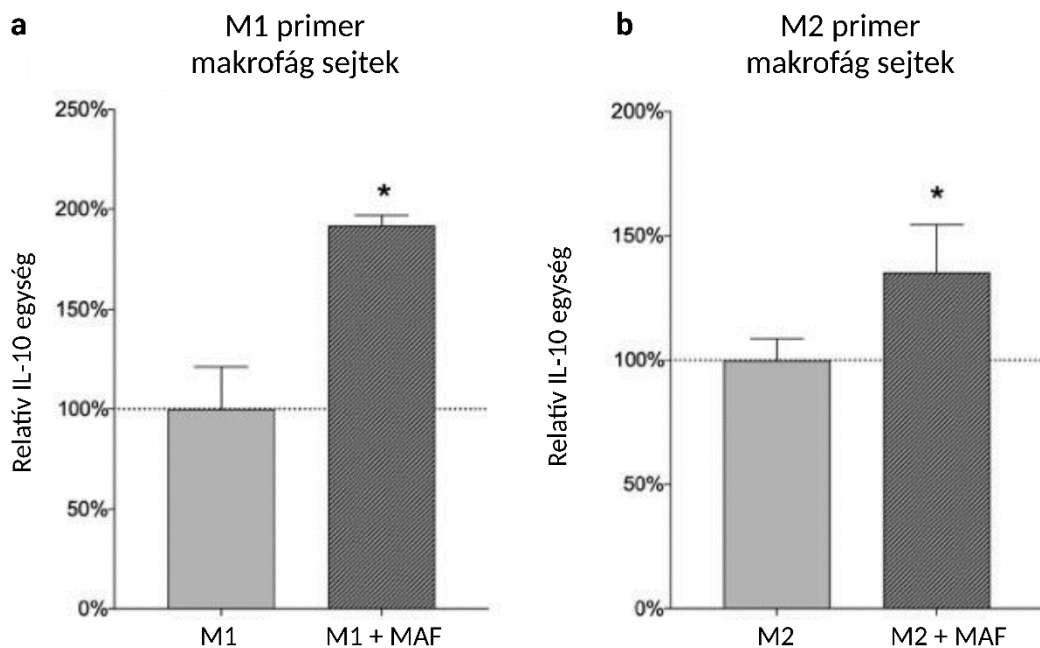 a
M1 primer
makrofág sejtek
Relatív IL-10 egység
250%
200%
150%
100%
50%
0%
*
M1
M1 + MAF
b
M2 primer
makrofág sejtek
Relatív IL-10 egység
200%
150%
100%
50%
0%
*
M2
M2 + MAF